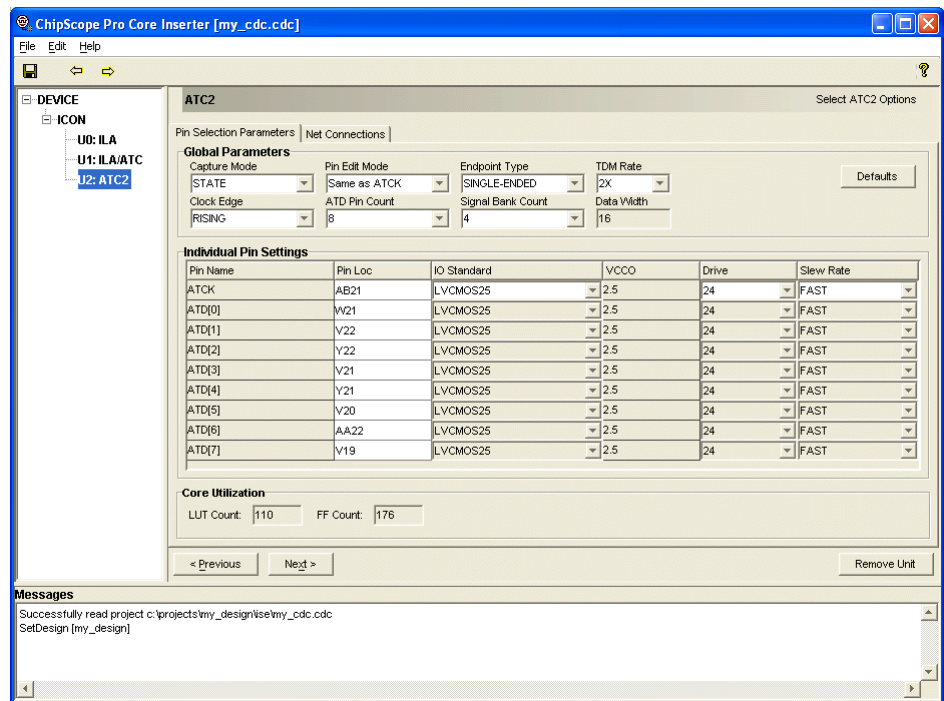 ChipScope Pro Core Inserter [my_cdc.cdc]
File Edit Help
DEVICE
ICON
U0: ILA
U1: ILA/ATC
U2: ATC2
ATC2 Select ATC2 Options
Pin Selection Parameters Net Connections
Global Parameters
Capture Mode Pin Edit Mode Endpoint Type TDM Rate
STATE Same as ATCK SINGLE-ENDED 2X Defaults
Clock Edge ATD Pin Count Signal Bank Count Data Width
RISING 8 4 16
Individual Pin Settings
Pin Name Pin Loc IO Standard VCCO Drive Slew Rate
ATCK AB21 LVCMOS25 2.5 24 FAST
ATD[0] W21 LVCMOS25 2.5 24 FAST
ATD[1] V22 LVCMOS25 2.5 24 FAST
ATD[2] Y22 LVCMOS25 2.5 24 FAST
ATD[3] V21 LVCMOS25 2.5 24 FAST
ATD[4] Y21 LVCMOS25 2.5 24 FAST
ATD[5] V20 LVCMOS25 2.5 24 FAST
ATD[6] AA22 LVCMOS25 2.5 24 FAST
ATD[7] V19 LVCMOS25 2.5 24 FAST
Core Utilization
LUT Count: 110 FF Count: 176
< Previous Next > Remove Unit
Messages
Successfully read project c:\projects\my_design\ise\my_cdc.cdc
SetDesign [my_design]